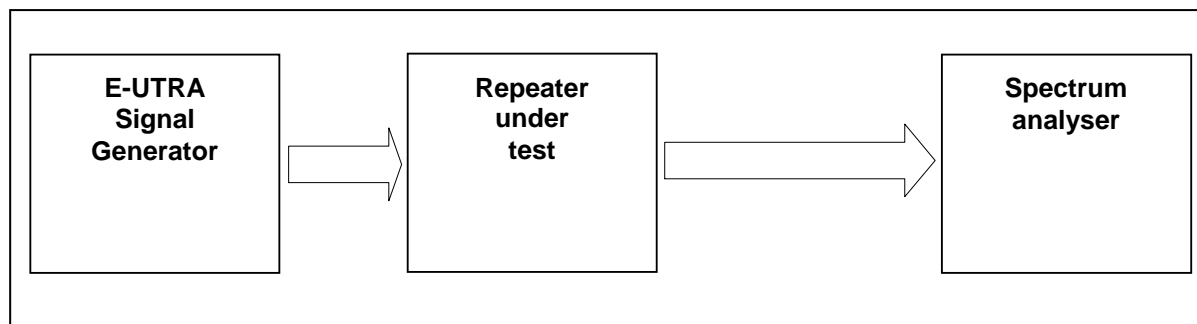 E-UTRA
Signal
Generator
Repeater
under
test
Spectrum
analyser